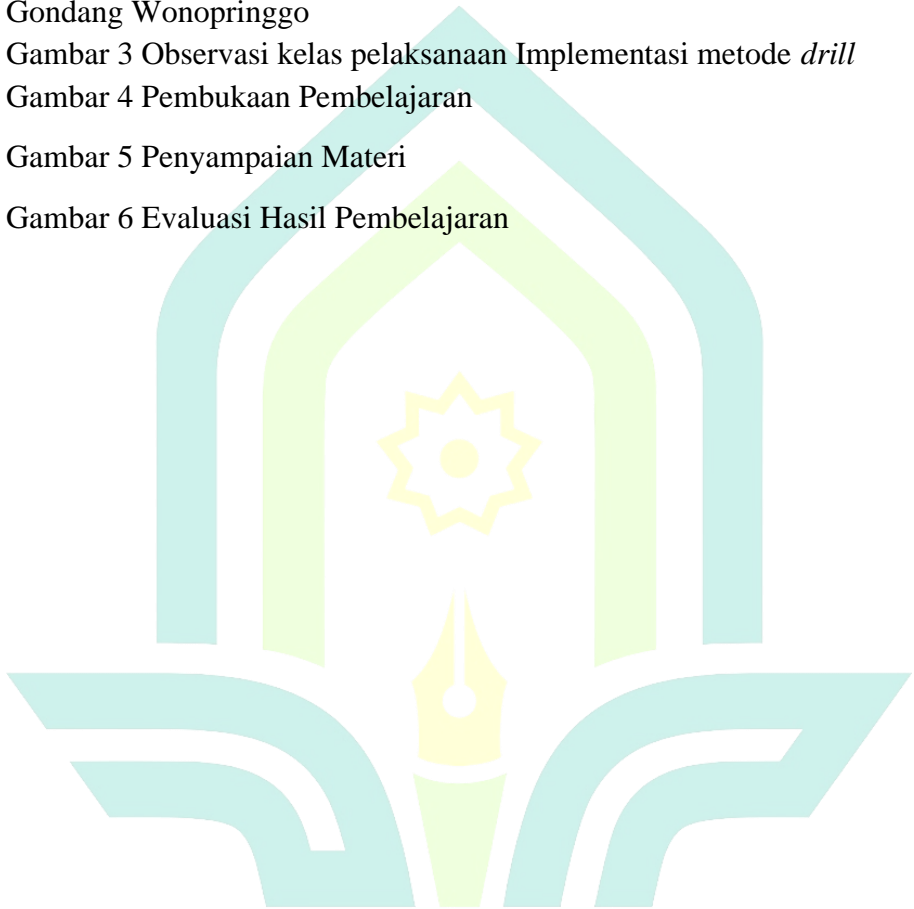 Gondang Wonopringgo
Gambar 3 Observasi kelas pelaksanaan Implementasi metode drill
Gambar 4 Pembukaan Pembelajaran
Gambar 5 Penyampaian Materi
Gambar 6 Evaluasi Hasil Pembelajaran